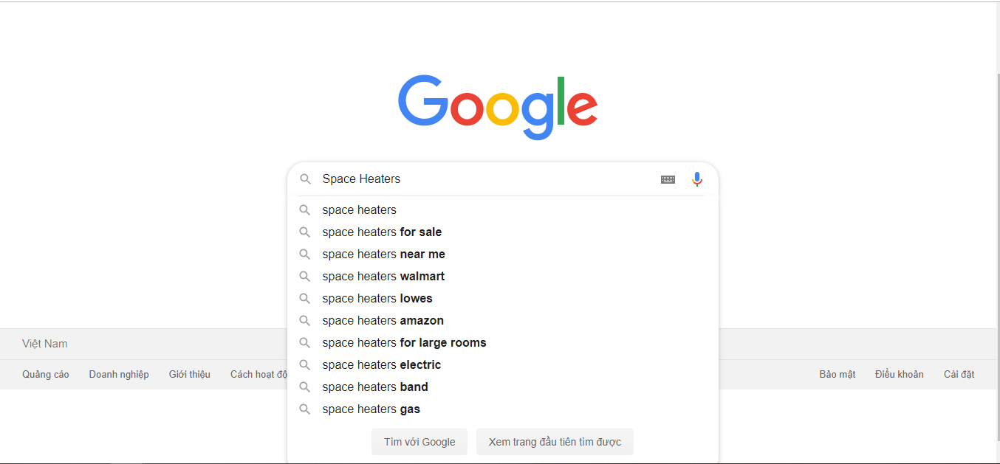 Google
Space Heaters
space heaters
space heaters for sale
space heaters near me
space heaters walmart
space heaters lowes
space heaters amazon
space heaters for large rooms
space heaters electric
space heaters band
space heaters gas
Tìm với Google Xem trang đầu tiên tìm được
Việt Nam
Quảng cáo Doanh nghiệp Giới thiệu Cách hoạt độ Bảo mật Điều khoản Cài đặt